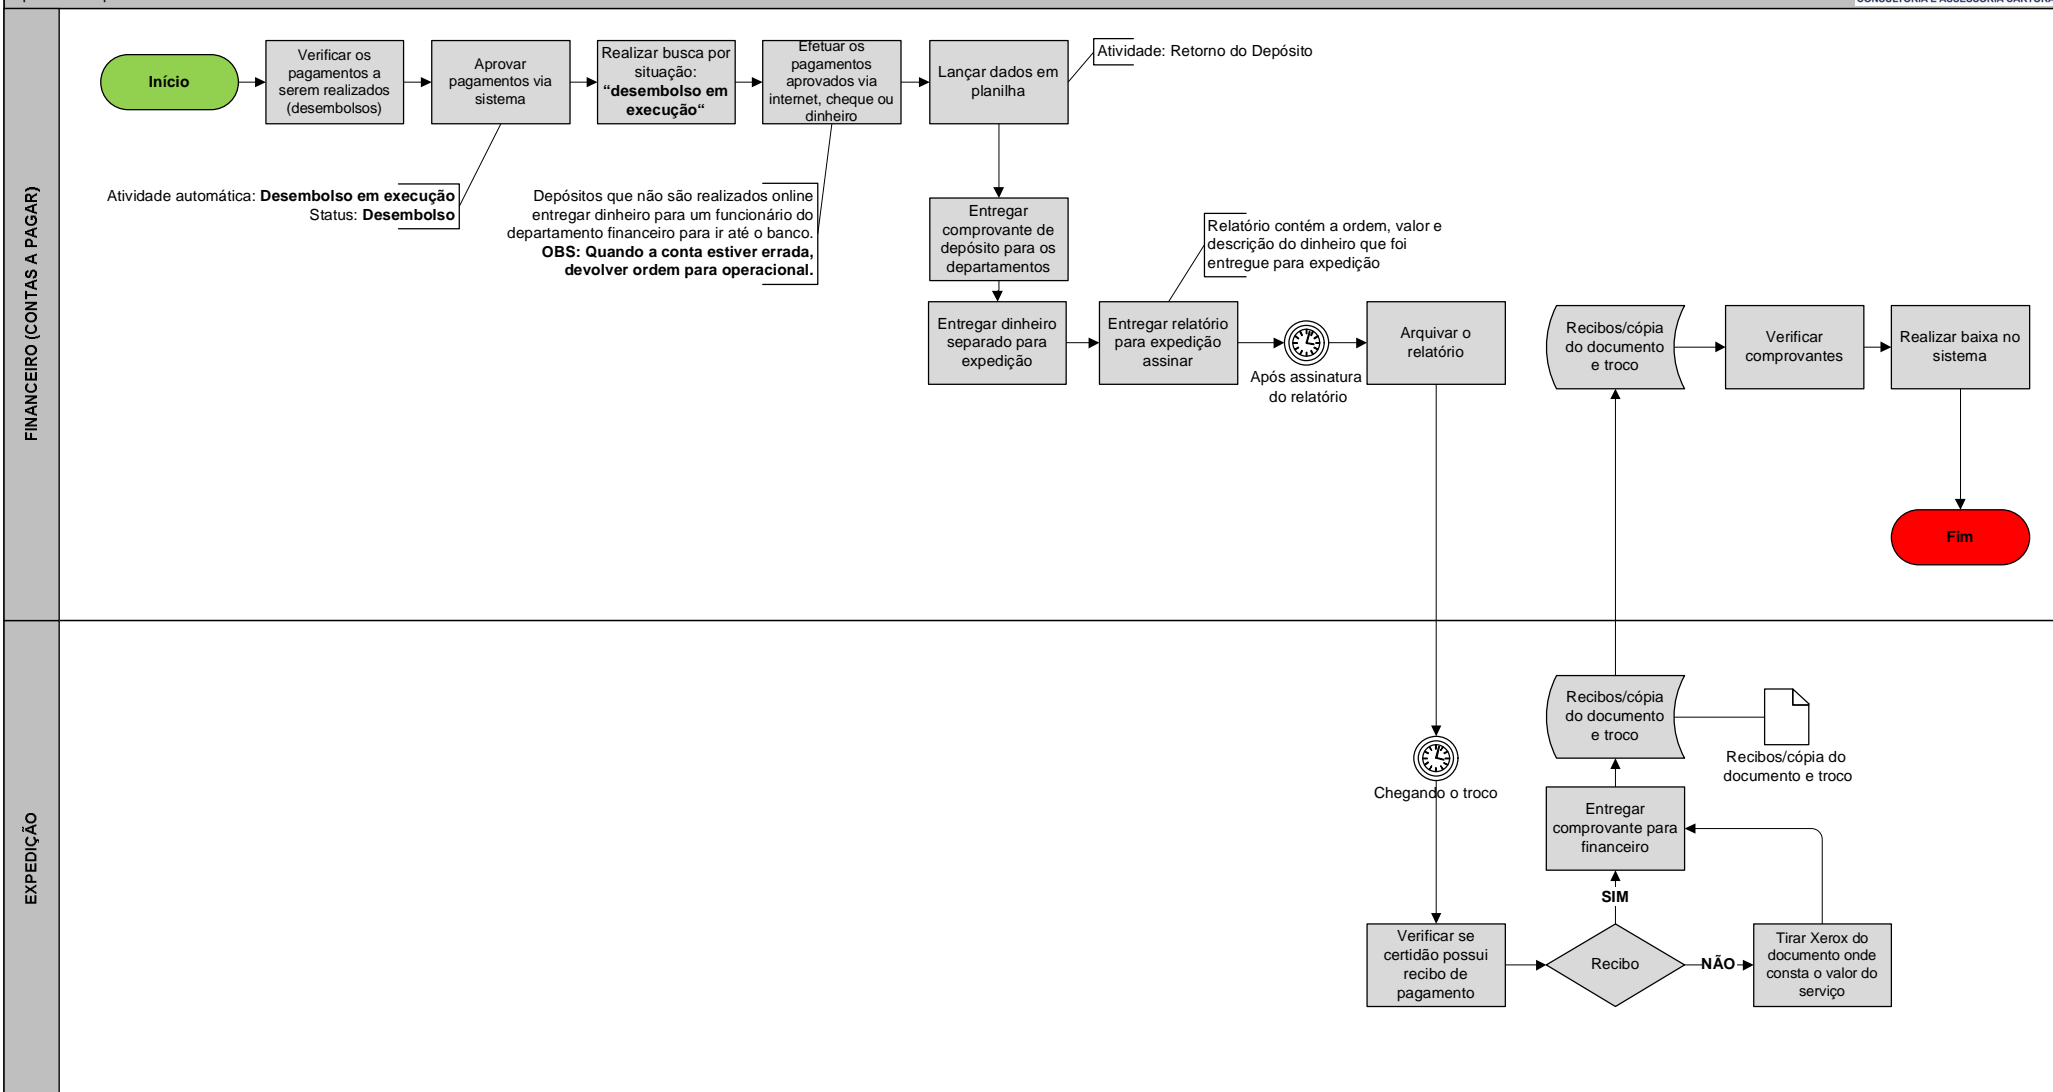 FINANCEIRO (CONTAS A PAGAR)
Início
Verificar os
pagamentos a
serem realizados
(desembolsos)
Aprovar
pagamentos via
sistema
Realizar busca por
situação:
“desembolso em
execução“
Efetuar os
pagamentos
aprovados via
internet, cheque ou
dinheiro
Lançar dados em
planilha
Atividade: Retorno do Depósito
Atividade automática: Desembolso em execução
Status: Desembolso
Depósitos que não são realizados online
entregar dinheiro para um funcionário do
departamento financeiro para ir até o banco.
OBS: Quando a conta estiver errada,
devolver ordem para operacional.
Entregar
comprovante de
depósito para os
departamentos
Relatório contém a ordem, valor e
descrição do dinheiro que foi
entregue para expedição
Entregar dinheiro
separado para
expedição
Entregar relatório
para expedição
assinar
Após assinatura
do relatório
Arquivar o
relatório
Recibos/cópia
do documento
e troco
Verificar
comprovantes
Realizar baixa no
sistema
Fim
EXPEDIÇÃO
Chegando o troco
Verificar se
certidão possui
recibo de
pagamento
Recibo
SIM
NÃO
Tirar Xerox do
documento onde
consta o valor do
serviço
Entregar
comprovante para
financeiro
Recibos/cópia
do documento
e troco
Recibos/cópia do
documento e troco